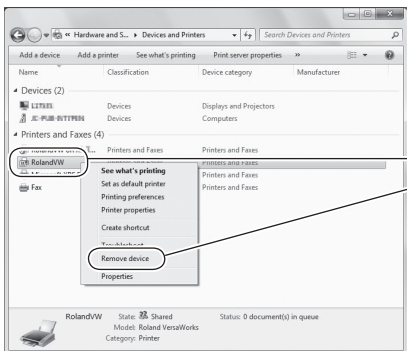 « Hardware and S... ▸ Devices and Printers Search Devices and Printers
Add a device Add a printer See what's printing Print server properties »
Name Classification Device category Manufacturer
Devices (2)
Devices Displays and Projectors
Devices Computers
Printers and Faxes (4)
Printers and Faxes Printers and Faxes
RolandVW Printers and Faxes
Printers and Faxes
Fax Printers and Faxes
See what's printing
Set as default printer
Printing preferences
Printer properties
Create shortcut
Troubleshoot
Remove device
Properties
RolandVW State: Shared Status: 0 document(s) in queue
Model: Roland VersaWorks
Category: Printer